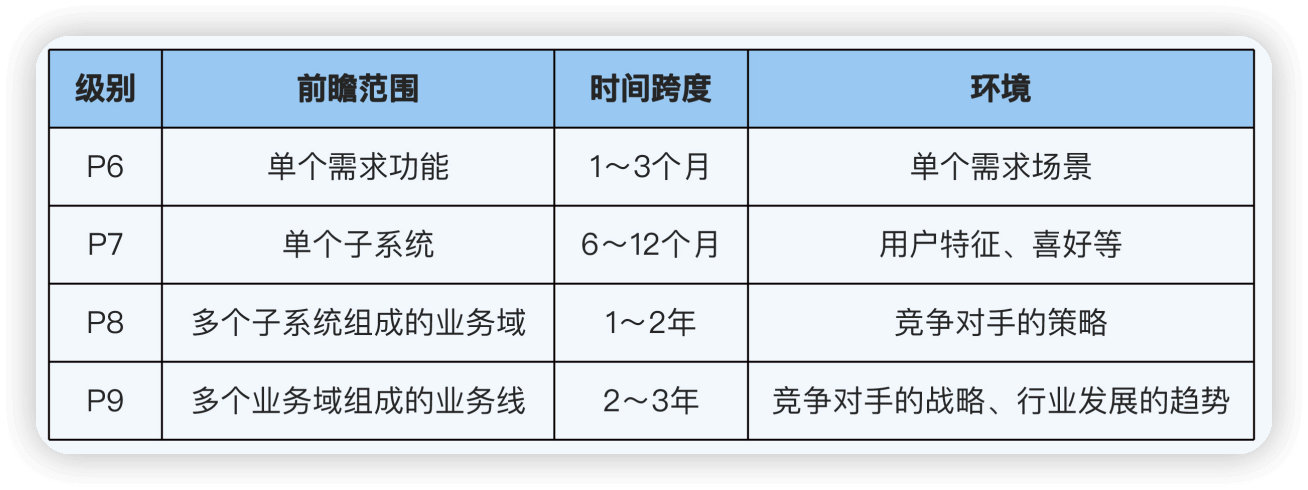 级别 前瞻范围 时间跨度 环境
P6 单个需求功能 1～3个月 单个需求场景
P7 单个子系统 6～12个月 用户特征、喜好等
P8 多个子系统组成的业务域 1～2年 竞争对手的策略
P9 多个业务域组成的业务线 2～3年 竞争对手的战略、行业发展的趋势